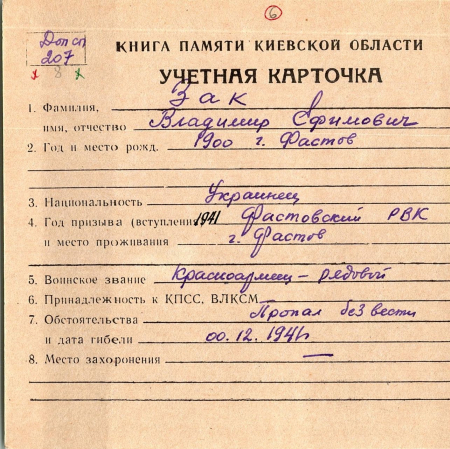 6
Доп сп
207
х 8 х
КНИГА ПАМЯТИ КИЕВСКОЙ ОБЛАСТИ
УЧЕТНАЯ КАРТОЧКА
1. Фамилия, Зак
имя, отчество Владимир Ефимович
2. Год и место рожд. 1900 г. Фастов
3. Национальность Украинец
4. Год призыва (вступления 1941 Фастовский РВК
и место проживания г. Фастов
5. Воинское звание Красноармеец – рядовой
6. Принадлежность к КПСС, ВЛКСМ
7. Обстоятельства Пропал без вести
и дата гибели 00.12.1941г
8. Место захоронения —